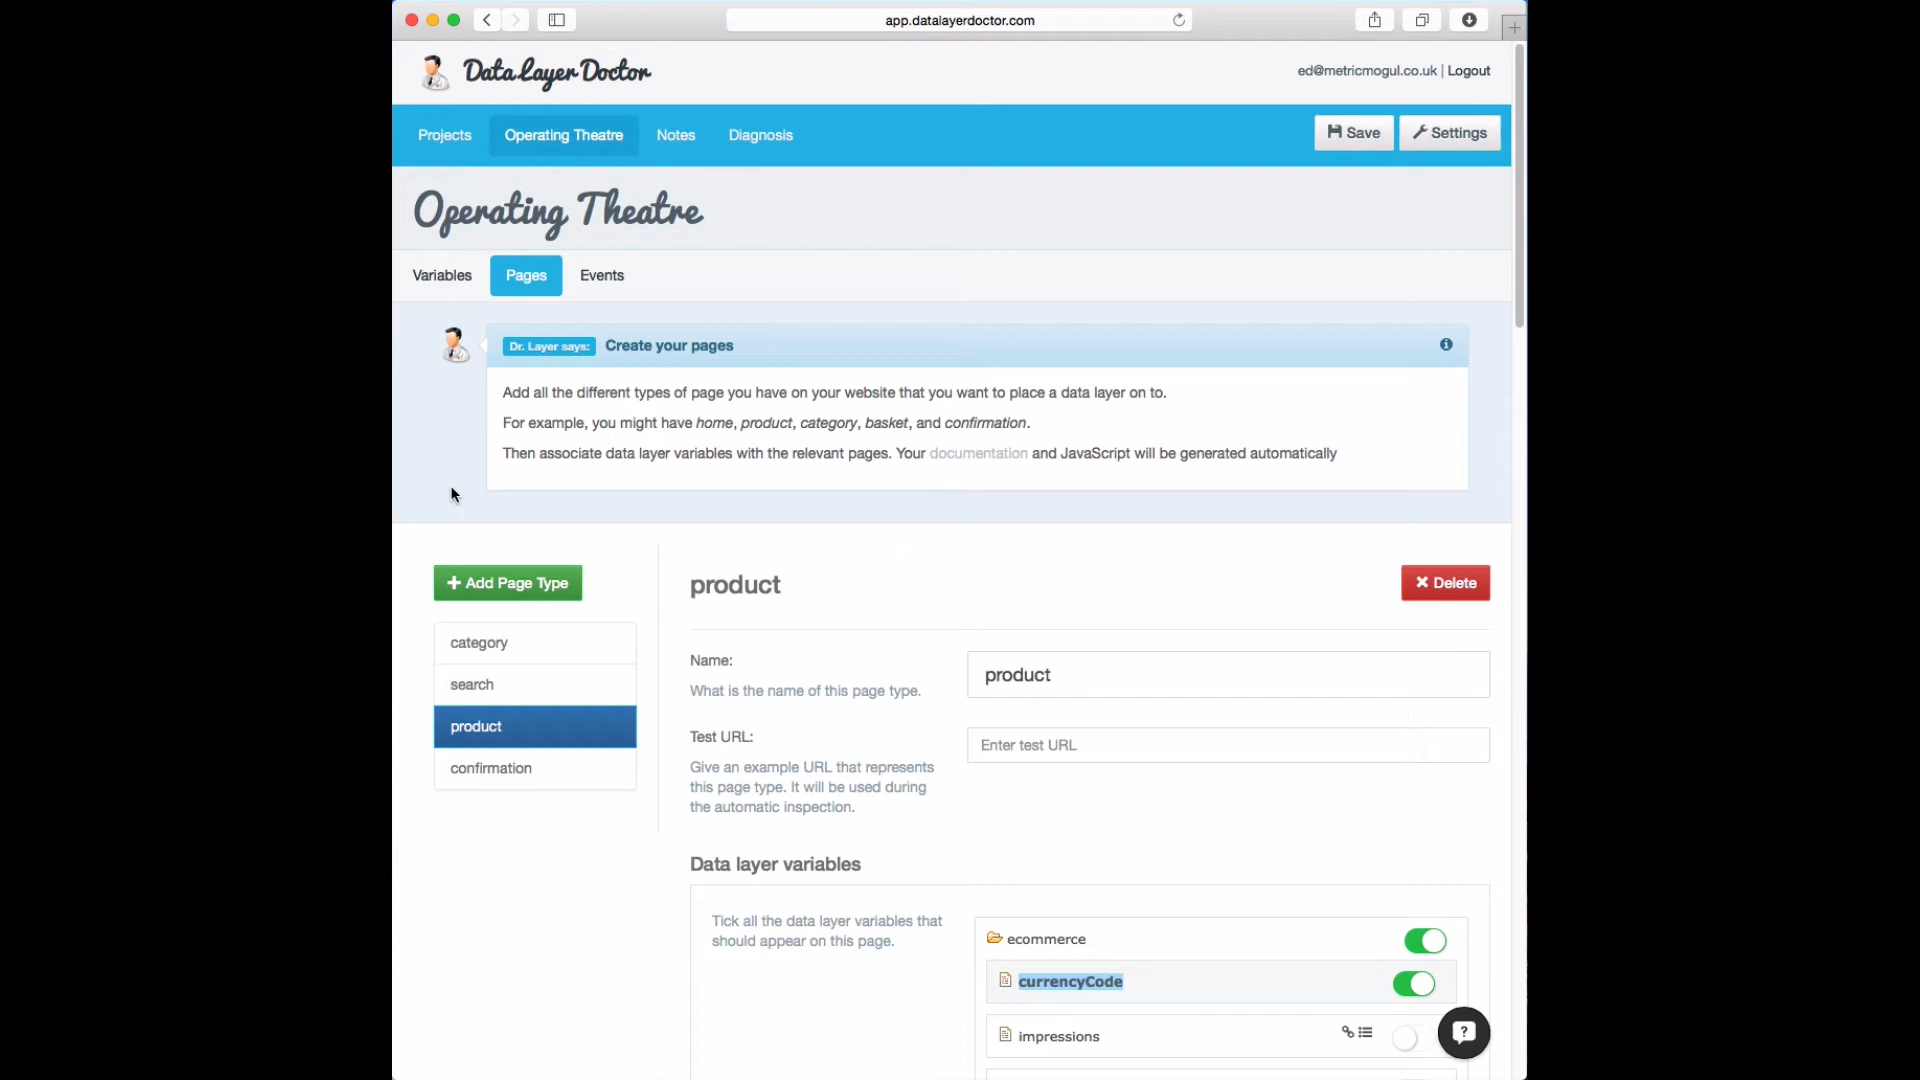 app.datalayerdoctor.com
Data Layer Doctor
ed@metricmogul.co.uk | Logout
Projects
Operating Theatre
Notes
Diagnosis
Save
Settings
Operating Theatre
Variables
Pages
Events
Dr. Layer says:
Create your pages
Add all the different types of page you have on your website that you want to place a data layer on to.
For example, you might have home, product, category, basket, and confirmation.
Then associate data layer variables with the relevant pages. Your documentation and JavaScript will be generated automatically
Add Page Type
category
search
product
confirmation
product
Delete
Name:
What is the name of this page type.
product
Test URL:
Give an example URL that represents
this page type. It will be used during
the automatic inspection.
Enter test URL
Data layer variables
Tick all the data layer variables that
should appear on this page.
ecommerce
currencyCode
impressions